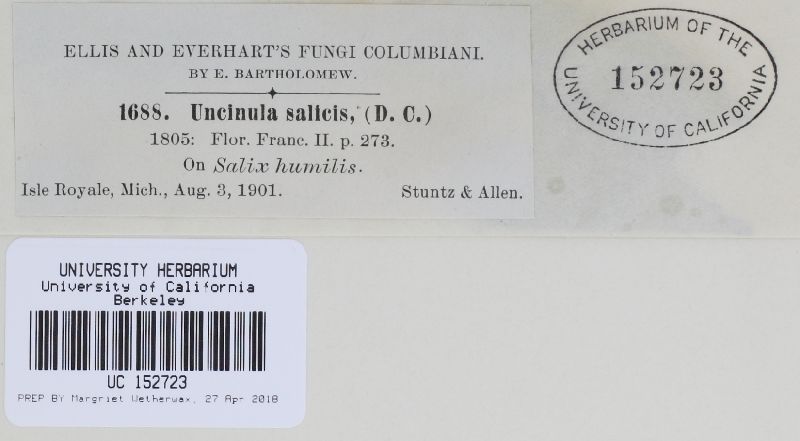 ELLIS AND EVERHART'S FUNGI COLUMBIANI.
BY E. BARTHOLOMEW.
1688. Uncinula salicis, (D. C.)
1805: Flor. Franc. II. p. 273.
On Salix humilis.
Isle Royale, Mich., Aug. 3, 1901. Stuntz & Allen.
HERBARIUM OF THE
152723
UNIVERSITY OF CALIFORNIA
UNIVERSITY HERBARIUM
University of California
Berkeley
UC 152723
PREP BY Margriet Wetherwax, 27 Apr 2018